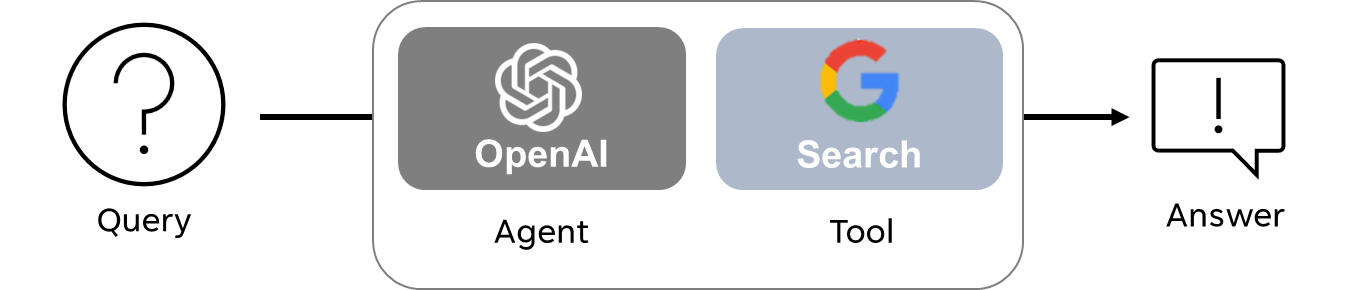 ?
OpenAI
G
Search
!
Query
Agent
Tool
Answer